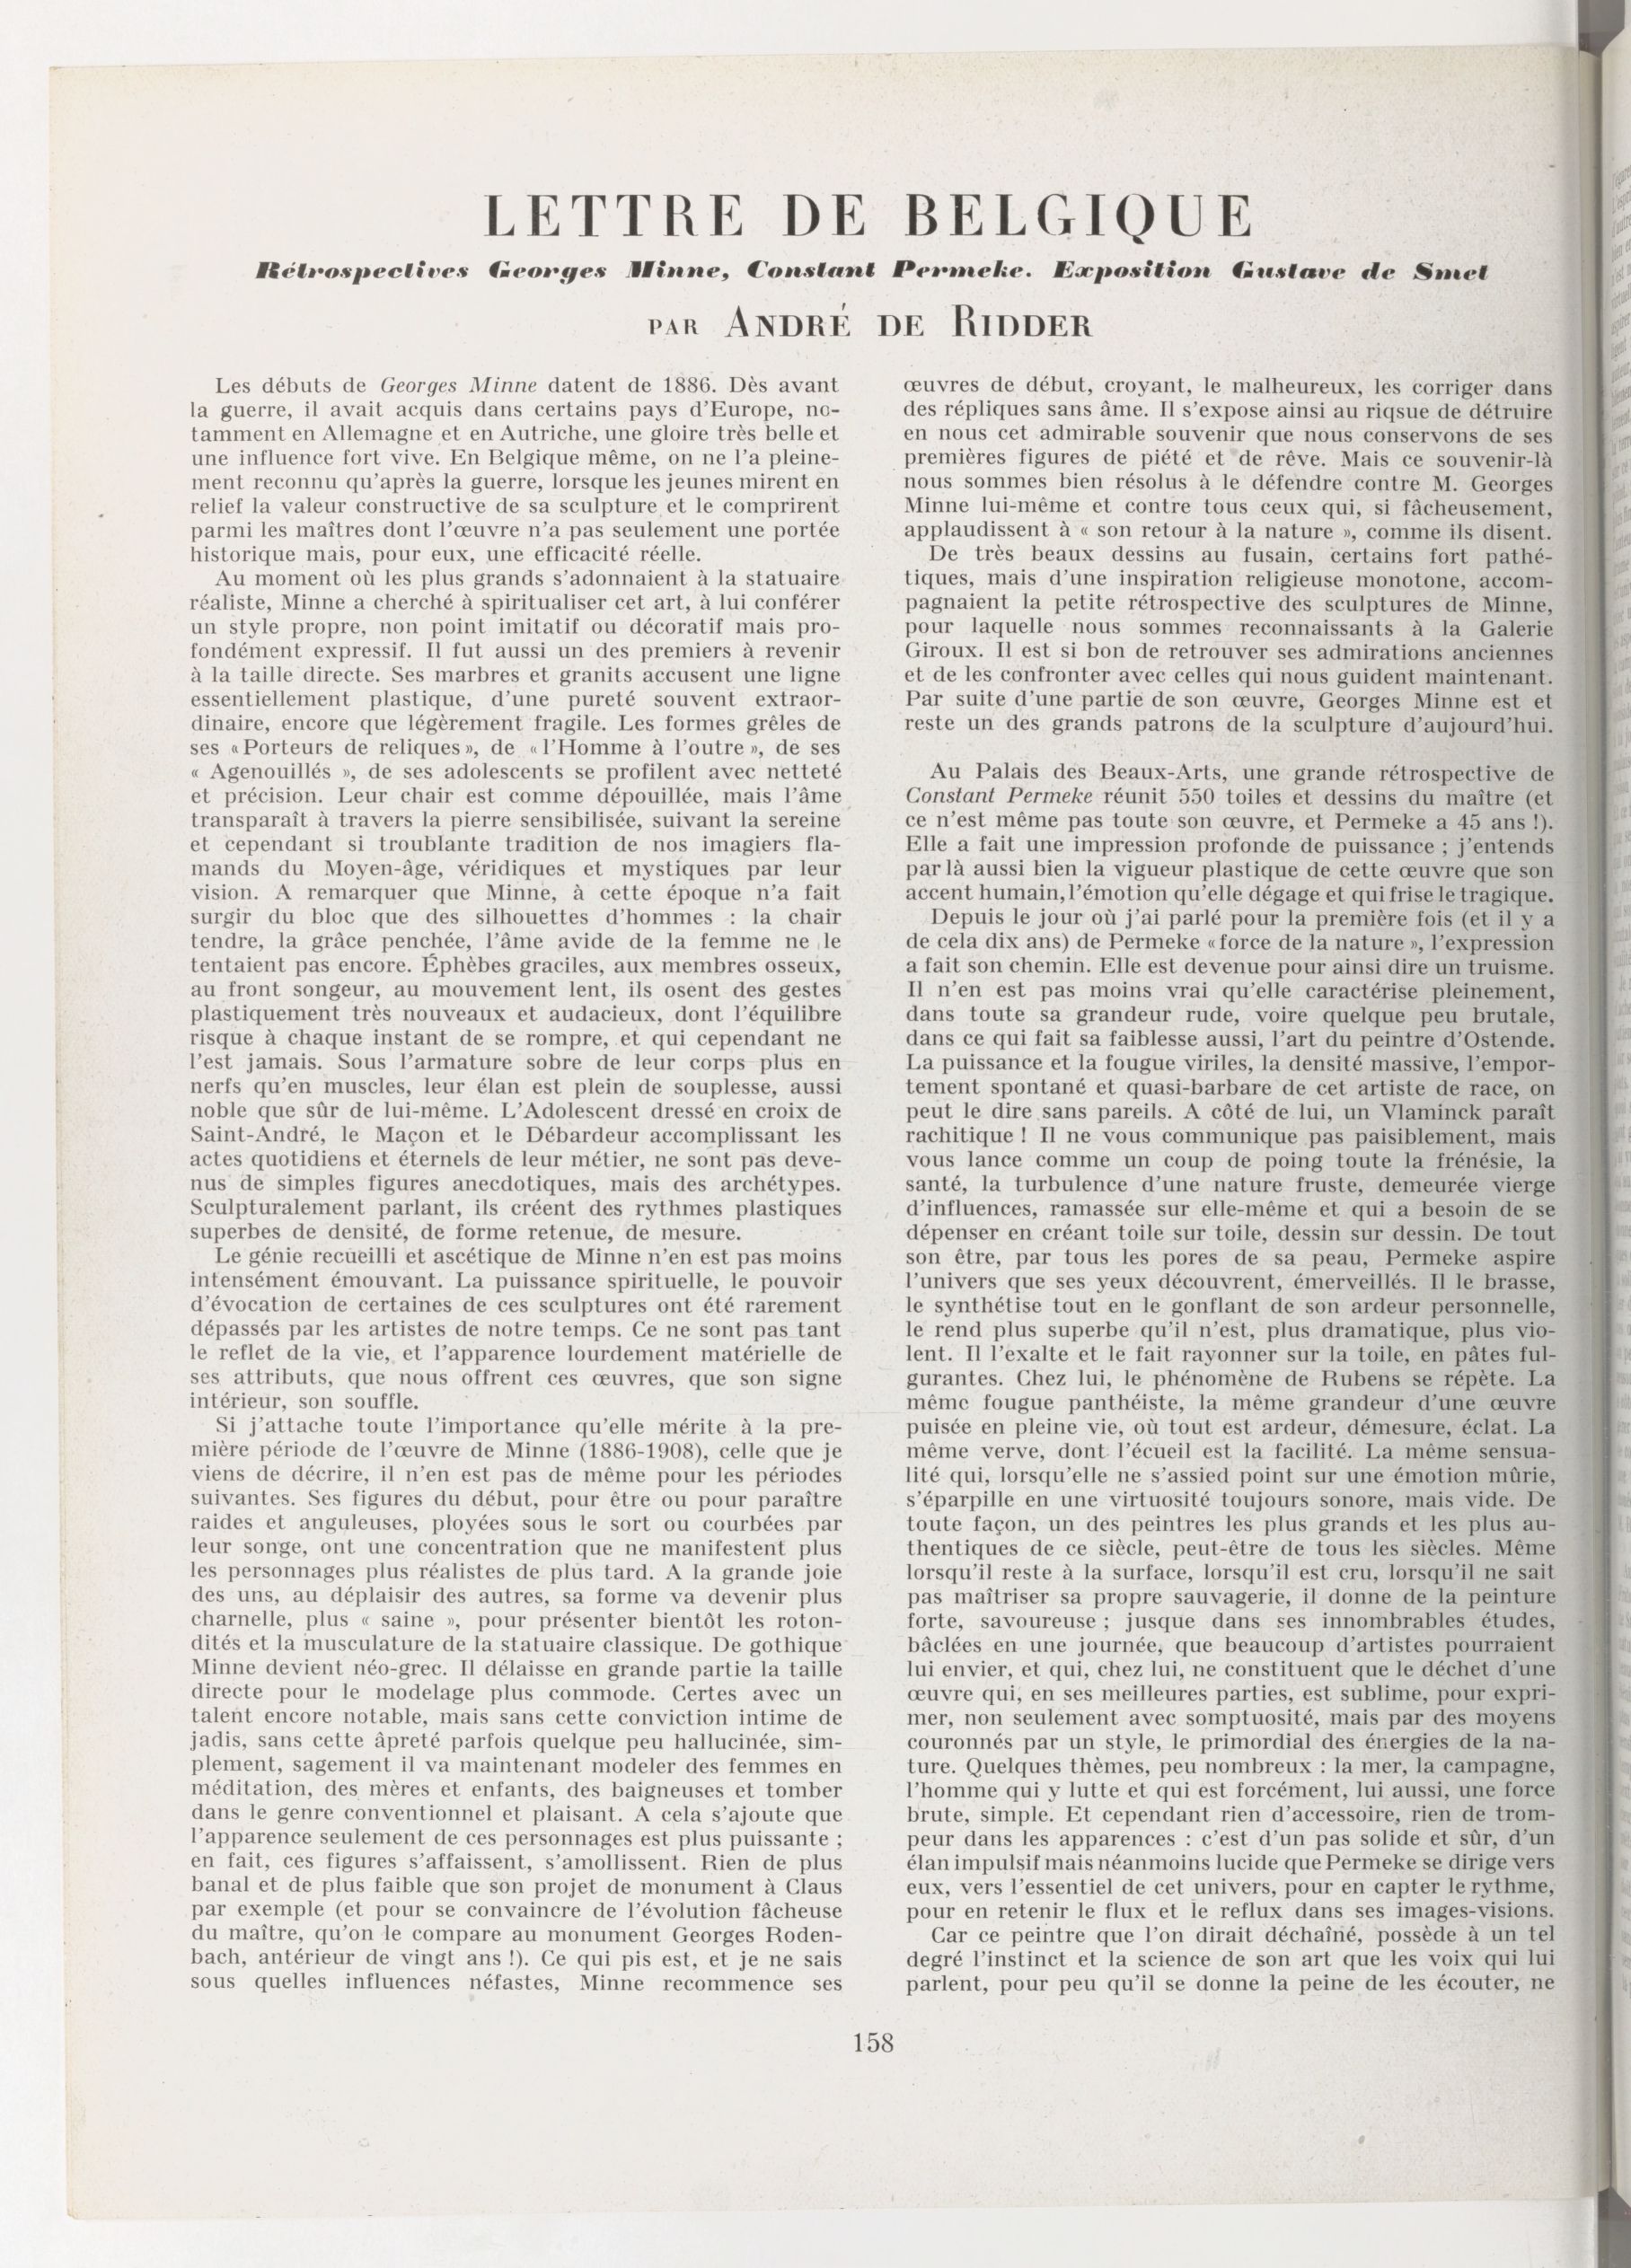 LETTRE DE BELGIQUE
Rétrospectives Georges Minne, Constant Permeke. Exposition Gustave de Smet
PAR ANDRÉ DE RIDDER
Les débuts de Georges Minne datent de 1886. Dès avant
la guerre, il avait acquis dans certains pays d'Europe, no-
tamment en Allemagne et en Autriche, une gloire très belle et
une influence fort vive. En Belgique même, on ne l'a pleine-
ment reconnu qu'après la guerre, lorsque les jeunes mirent en
relief la valeur constructive de sa sculpture et le comprirent
parmi les maîtres dont l'œuvre n'a pas seulement une portée
historique mais, pour eux, une efficacité réelle.
Au moment où les plus grands s'adonnaient à la statuaire
réaliste, Minne a cherché à spiritualiser cet art, à lui conférer
un style propre, non point imitatif ou décoratif mais pro-
fondément expressif. Il fut aussi un des premiers à revenir
à la taille directe. Ses marbres et granits accusent une ligne
essentiellement plastique, d'une pureté souvent extraor-
dinaire, encore que légèrement fragile. Les formes grêles de
ses « Porteurs de reliques », de « l'Homme à l'outre », de ses
« Agenouillés », de ses adolescents se profilent avec netteté
et précision. Leur chair est comme dépouillée, mais l'âme
transparaît à travers la pierre sensibilisée, suivant la sereine
et cependant si troublante tradition de nos imagiers fla-
mands du Moyen-âge, véridiques et mystiques par leur
vision. A remarquer que Minne, à cette époque n'a fait
surgir du bloc que des silhouettes d'hommes : la chair
tendre, la grâce penchée, l'âme avide de la femme ne le
tentaient pas encore. Éphèbes graciles, aux membres osseux,
au front songeur, au mouvement lent, ils osent des gestes
plastiquement très nouveaux et audacieux, dont l'équilibre
risque à chaque instant de se rompre, et qui cependant ne
l'est jamais. Sous l'armature sobre de leur corps plus en
nerfs qu'en muscles, leur élan est plein de souplesse, aussi
noble que sûr de lui-même. L'Adolescent dressé en croix de
Saint-André, le Maçon et le Débardeur accomplissant les
actes quotidiens et éternels de leur métier, ne sont pas deve-
nus de simples figures anecdotiques, mais des archétypes.
Sculpturalement parlant, ils créent des rythmes plastiques
superbes de densité, de forme retenue, de mesure.
Le génie recueilli et ascétique de Minne n'en est pas moins
intensément émouvant. La puissance spirituelle, le pouvoir
d'évocation de certaines de ces sculptures ont été rarement
dépassés par les artistes de notre temps. Ce ne sont pas tant
le reflet de la vie, et l'apparence lourdement matérielle de
ses attributs, que nous offrent ces œuvres, que son signe
intérieur, son souffle.
Si j'attache toute l'importance qu'elle mérite à la pre-
mière période de l'œuvre de Minne (1886-1908), celle que je
viens de décrire, il n'en est pas de même pour les périodes
suivantes. Ses figures du début, pour être ou pour paraître
raides et anguleuses, ployées sous le sort ou courbées par
leur songe, ont une concentration que ne manifestent plus
les personnages plus réalistes de plus tard. A la grande joie
des uns, au déplaisir des autres, sa forme va devenir plus
charnelle, plus « saine », pour présenter bientôt les roton-
dités et la musculature de la statuaire classique. De gothique
Minne devient néo-grec. Il délaisse en grande partie la taille
directe pour le modelage plus commode. Certes avec un
talent encore notable, mais sans cette conviction intime de
jadis, sans cette âpreté parfois quelque peu hallucinée, sim-
plement, sagement il va maintenant modeler des femmes en
méditation, des mères et enfants, des baigneuses et tomber
dans le genre conventionnel et plaisant. A cela s'ajoute que
l'apparence seulement de ces personnages est plus puissante ;
en fait, ces figures s'affaissent, s'amollissent. Rien de plus
banal et de plus faible que son projet de monument à Claus
par exemple (et pour se convaincre de l'évolution fâcheuse
du maître, qu'on le compare au monument Georges Roden-
bach, antérieur de vingt ans !). Ce qui pis est, et je ne sais
sous quelles influences néfastes, Minne recommence ses
œuvres de début, croyant, le malheureux, les corriger dans
des répliques sans âme. Il s'expose ainsi au riqsue de détruire
en nous cet admirable souvenir que nous conservons de ses
premières figures de piété et de rêve. Mais ce souvenir-là
nous sommes bien résolus à le défendre contre M. Georges
Minne lui-même et contre tous ceux qui, si fâcheusement,
applaudissent à « son retour à la nature », comme ils disent.
De très beaux dessins au fusain, certains fort pathé-
tiques, mais d'une inspiration religieuse monotone, accom-
pagnaient la petite rétrospective des sculptures de Minne,
pour laquelle nous sommes reconnaissants à la Galerie
Giroux. Il est si bon de retrouver ses admirations anciennes
et de les confronter avec celles qui nous guident maintenant.
Par suite d'une partie de son œuvre, Georges Minne est et
reste un des grands patrons de la sculpture d'aujourd'hui.
Au Palais des Beaux-Arts, une grande rétrospective de
Constant Permeke réunit 550 toiles et dessins du maître (et
ce n'est même pas toute son œuvre, et Permeke a 45 ans !).
Elle a fait une impression profonde de puissance ; j'entends
par là aussi bien la vigueur plastique de cette œuvre que son
accent humain, l'émotion qu'elle dégage et qui frise le tragique.
Depuis le jour où j'ai parlé pour la première fois (et il y a
de cela dix ans) de Permeke « force de la nature », l'expression
a fait son chemin. Elle est devenue pour ainsi dire un truisme.
Il n'en est pas moins vrai qu'elle caractérise pleinement,
dans toute sa grandeur rude, voire quelque peu brutale,
dans ce qui fait sa faiblesse aussi, l'art du peintre d'Ostende.
La puissance et la fougue viriles, la densité massive, l'empor-
tement spontané et quasi-barbare de cet artiste de race, on
peut le dire sans pareils. A côté de lui, un Vlaminck paraît
rachitique ! Il ne vous communique pas paisiblement, mais
vous lance comme un coup de poing toute la frénésie, la
santé, la turbulence d'une nature fruste, demeurée vierge
d'influences, ramassée sur elle-même et qui a besoin de se
dépenser en créant toile sur toile, dessin sur dessin. De tout
son être, par tous les pores de sa peau, Permeke aspire
l'univers que ses yeux découvrent, émerveillés. Il le brasse,
le synthétise tout en le gonflant de son ardeur personnelle,
le rend plus superbe qu'il n'est, plus dramatique, plus vio-
lent. Il l'exalte et le fait rayonner sur la toile, en pâtes ful-
gurantes. Chez lui, le phénomène de Rubens se répète. La
même fougue panthéiste, la même grandeur d'une œuvre
puisée en pleine vie, où tout est ardeur, démesure, éclat. La
même verve, dont l'écueil est la facilité. La même sensua-
lité qui, lorsqu'elle ne s'assied point sur une émotion mûrie,
s'éparpille en une virtuosité toujours sonore, mais vide. De
toute façon, un des peintres les plus grands et les plus au-
thentiques de ce siècle, peut-être de tous les siècles. Même
lorsqu'il reste à la surface, lorsqu'il est cru, lorsqu'il ne sait
pas maîtriser sa propre sauvagerie, il donne de la peinture
forte, savoureuse ; jusque dans ses innombrables études,
bâclées en une journée, que beaucoup d'artistes pourraient
lui envier, et qui, chez lui, ne constituent que le déchet d'une
œuvre qui, en ses meilleures parties, est sublime, pour expri-
mer, non seulement avec somptuosité, mais par des moyens
couronnés par un style, le primordial des énergies de la na-
ture. Quelques thèmes, peu nombreux : la mer, la campagne,
l'homme qui y lutte et qui est forcément, lui aussi, une force
brute, simple. Et cependant rien d'accessoire, rien de trom-
peur dans les apparences : c'est d'un pas solide et sûr, d'un
élan impulsif mais néanmoins lucide que Permeke se dirige vers
eux, vers l'essentiel de cet univers, pour en capter le rythme,
pour en retenir le flux et le reflux dans ses images-visions.
Car ce peintre que l'on dirait déchaîné, possède à un tel
degré l'instinct et la science de son art que les voix qui lui
parlent, pour peu qu'il se donne la peine de les écouter, ne
158